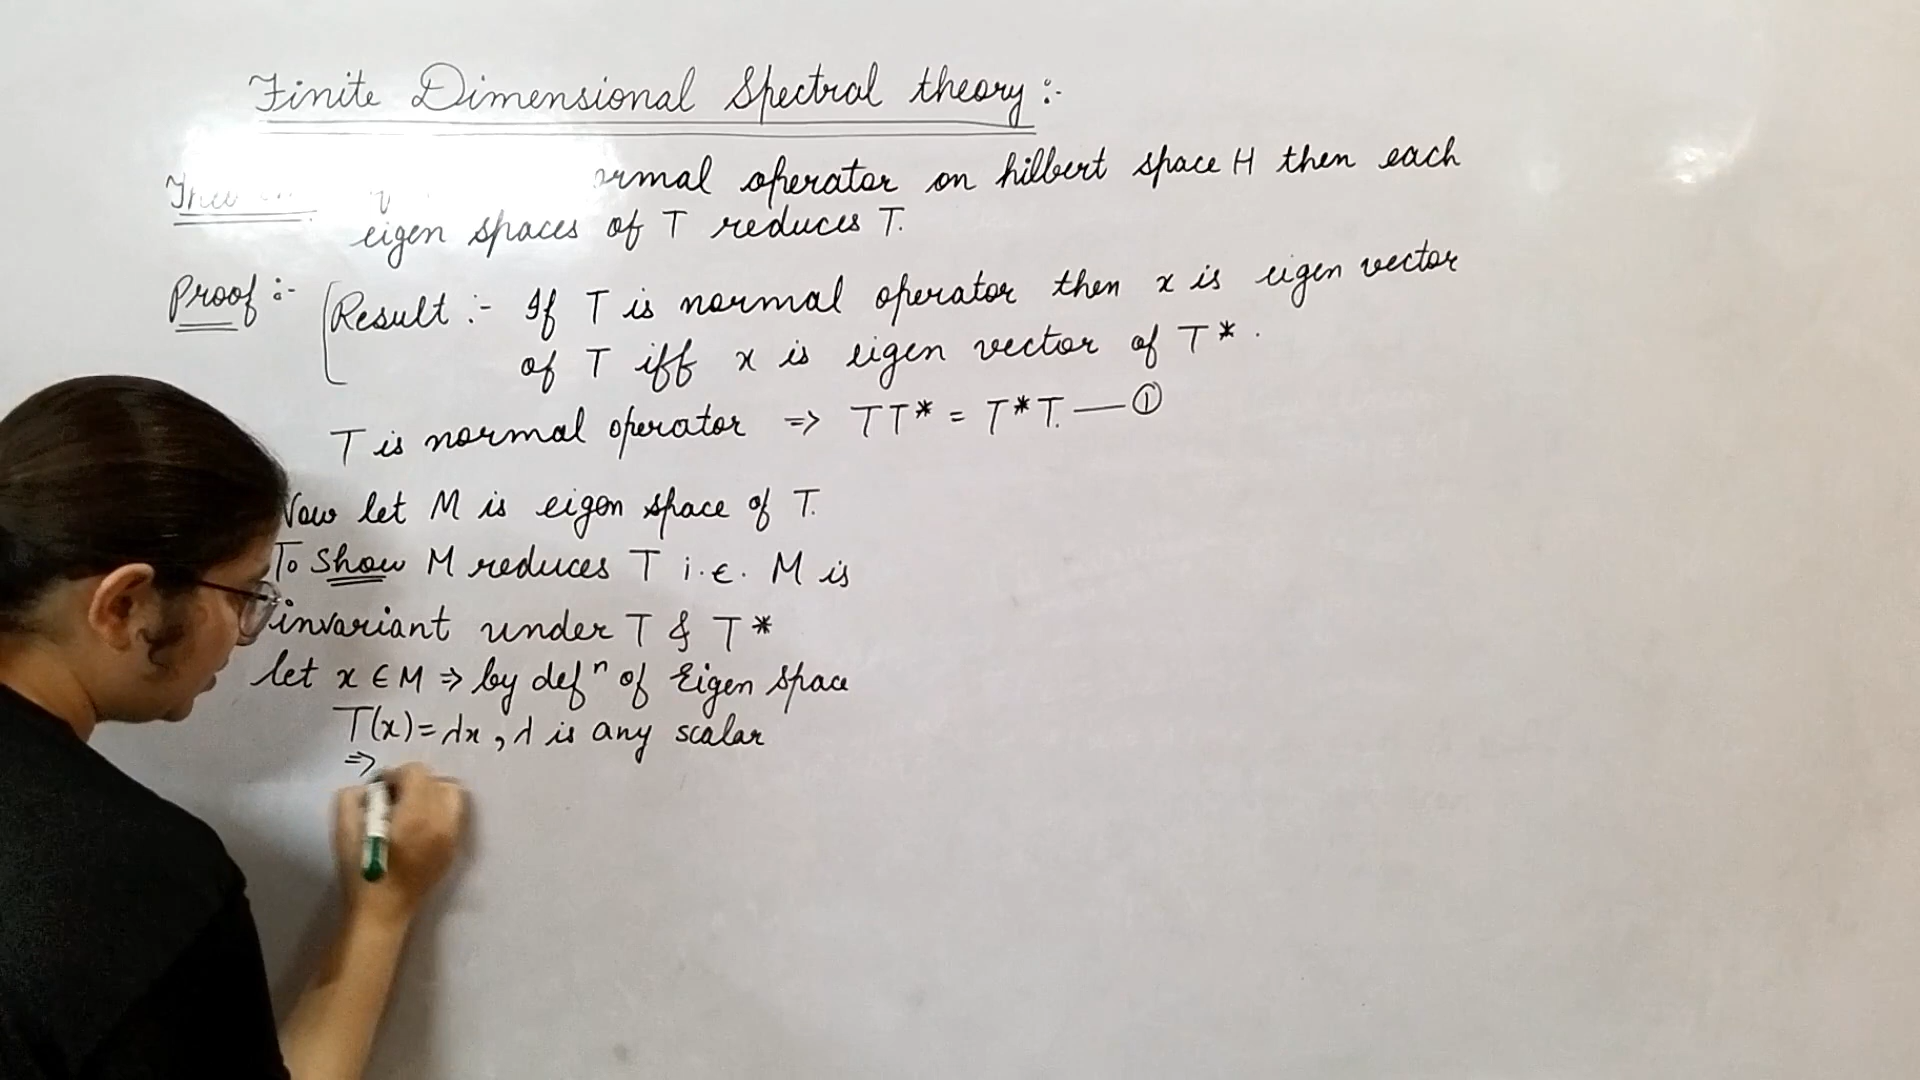 Finite Dimensional Spectral theory :-
normal operator on hilbert space H then each
eigen spaces of T reduces T.
Proof :- (Result :- If T is normal operator then x is eigen vector
of T iff x is eigen vector of T* .
T is normal operator => TT* = T*T. — ①
Now let M is eigen space of T.
To show M reduces T i.e. M is
invariant under T & T*
let x ∈ M => by defⁿ of Eigen space
T(x) = λx , λ is any scalar
=>